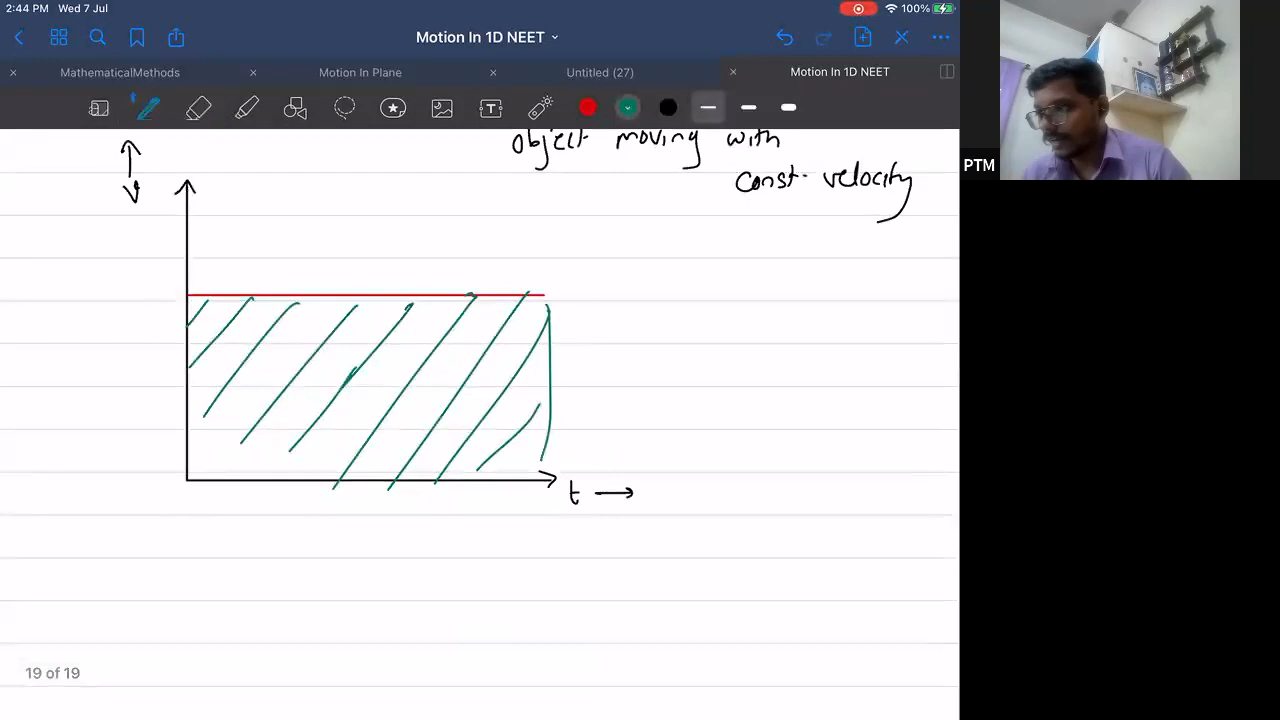 2:44 PM Wed 7 Jul
100%
Motion In 1D NEET
MathematicalMethods
Motion In Plane
Untitled (27)
Motion In 1D NEET
T
object moving with
const. velocity
t
19 of 19
PTM